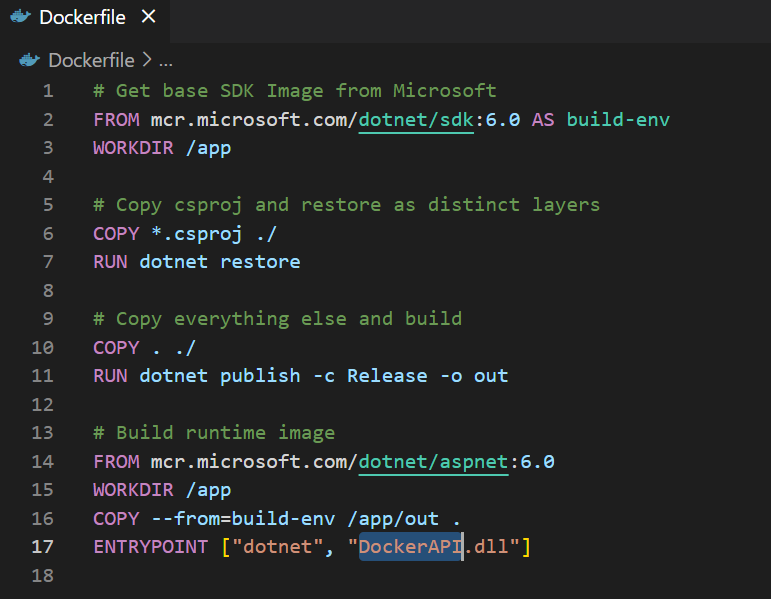 Dockerfile ✕
Dockerfile > ...
1 # Get base SDK Image from Microsoft
2 FROM mcr.microsoft.com/dotnet/sdk:6.0 AS build-env
3 WORKDIR /app
4
5 # Copy csproj and restore as distinct layers
6 COPY *.csproj ./
7 RUN dotnet restore
8
9 # Copy everything else and build
10 COPY . ./
11 RUN dotnet publish -c Release -o out
12
13 # Build runtime image
14 FROM mcr.microsoft.com/dotnet/aspnet:6.0
15 WORKDIR /app
16 COPY --from=build-env /app/out .
17 ENTRYPOINT ["dotnet", "DockerAPI.dll"]
18